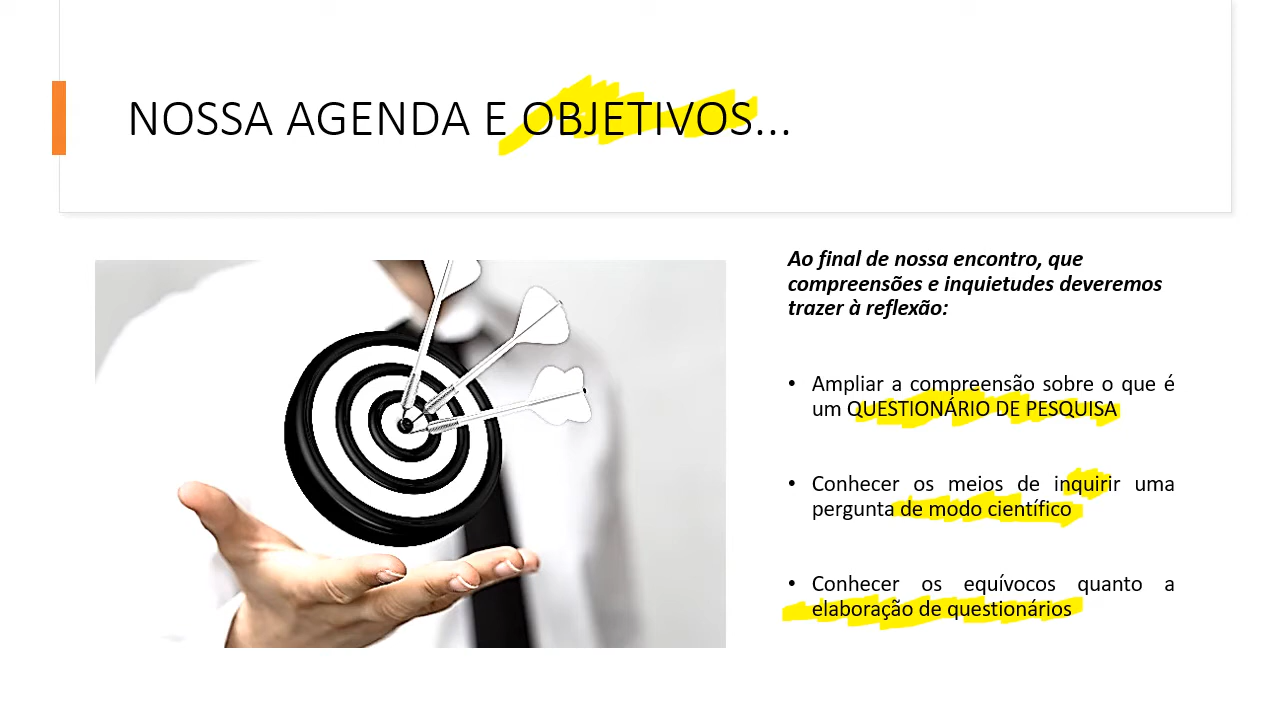 NOSSA AGENDA E OBJETIVOS...
Ao final de nossa encontro, que
compreensões e inquietudes deveremos
trazer à reflexão:
• Ampliar a compreensão sobre o que é
um QUESTIONÁRIO DE PESQUISA
• Conhecer os meios de inquirir uma
pergunta de modo científico
• Conhecer os equívocos quanto a
elaboração de questionários